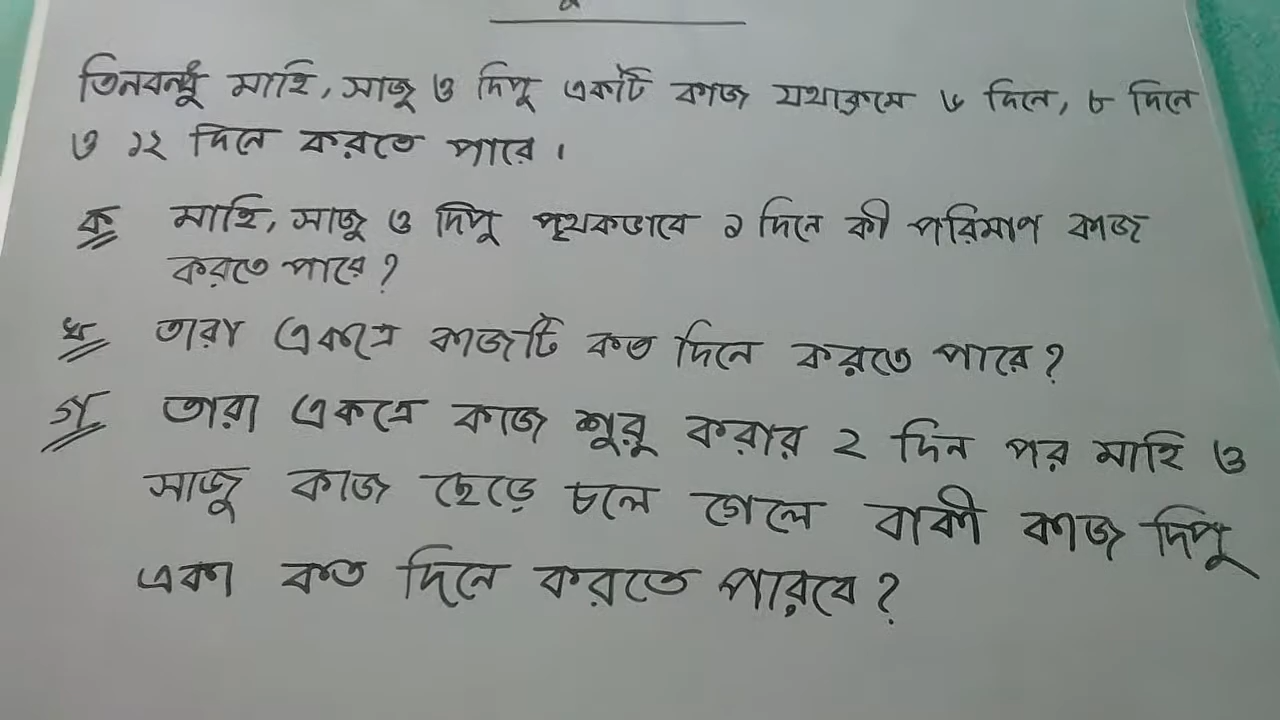 তিনবন্ধু মাহি, সাজু ও দিপু একটি কাজ যথাক্রমে ৬ দিনে, ৮ দিনে
ও ১২ দিনে করতে পারে।
ক মাহি, সাজু ও দিপু পৃথকভাবে ১ দিনে কী পরিমাণ কাজ
করতে পারে?
খ তারা একত্রে কাজটি কত দিনে করতে পারে?
গ তারা একত্রে কাজ শুরু করার ২ দিন পর মাহি ও
সাজু কাজ ছেড়ে চলে গেলে বাকী কাজ দিপু
একা কত দিনে করতে পারবে?